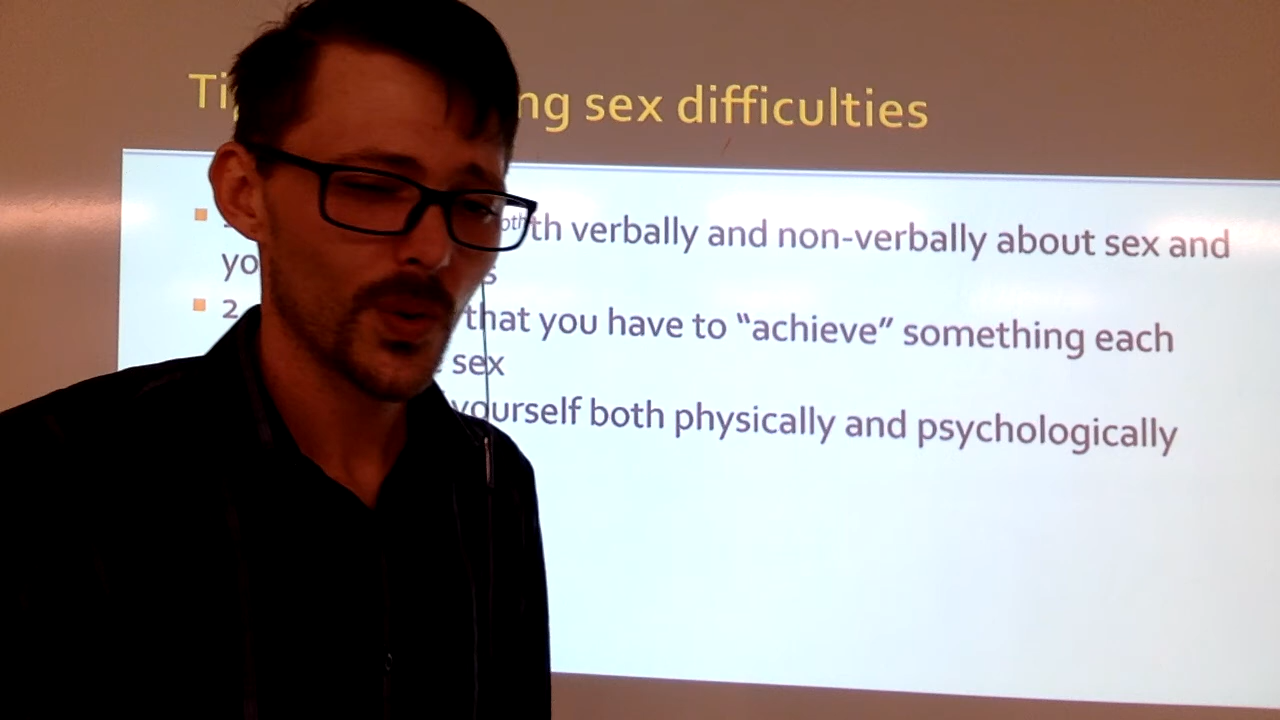 ng sex difficulties
th verbally and non-verbally about sex and
yo s
2 that you have to "achieve" something each
sex
yourself both physically and psychologically